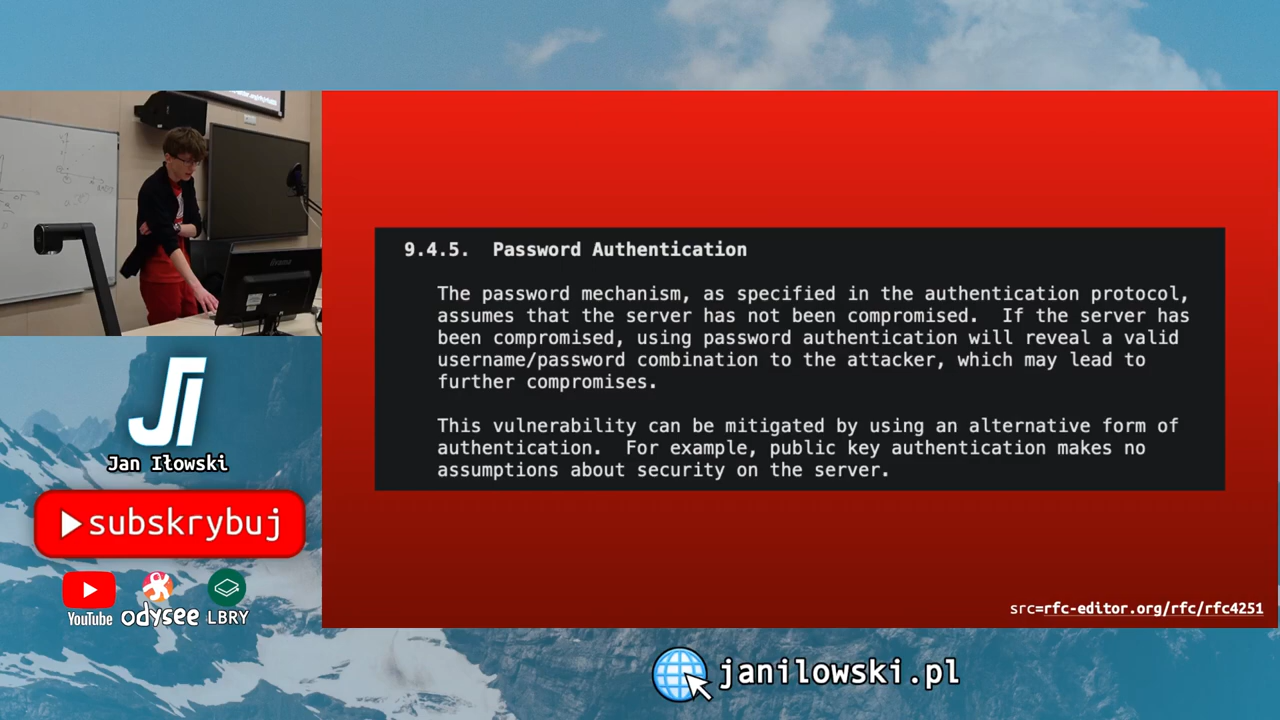 9.4.5. Password Authentication
The password mechanism, as specified in the authentication protocol,
assumes that the server has not been compromised. If the server has
been compromised, using password authentication will reveal a valid
username/password combination to the attacker, which may lead to
further compromises.
This vulnerability can be mitigated by using an alternative form of
authentication. For example, public key authentication makes no
assumptions about security on the server.
src=rfc-editor.org/rfc/rfc4251
JI
Jan Iłowski
subskrybuj
YouTube odysee LBRY
janilowski.pl